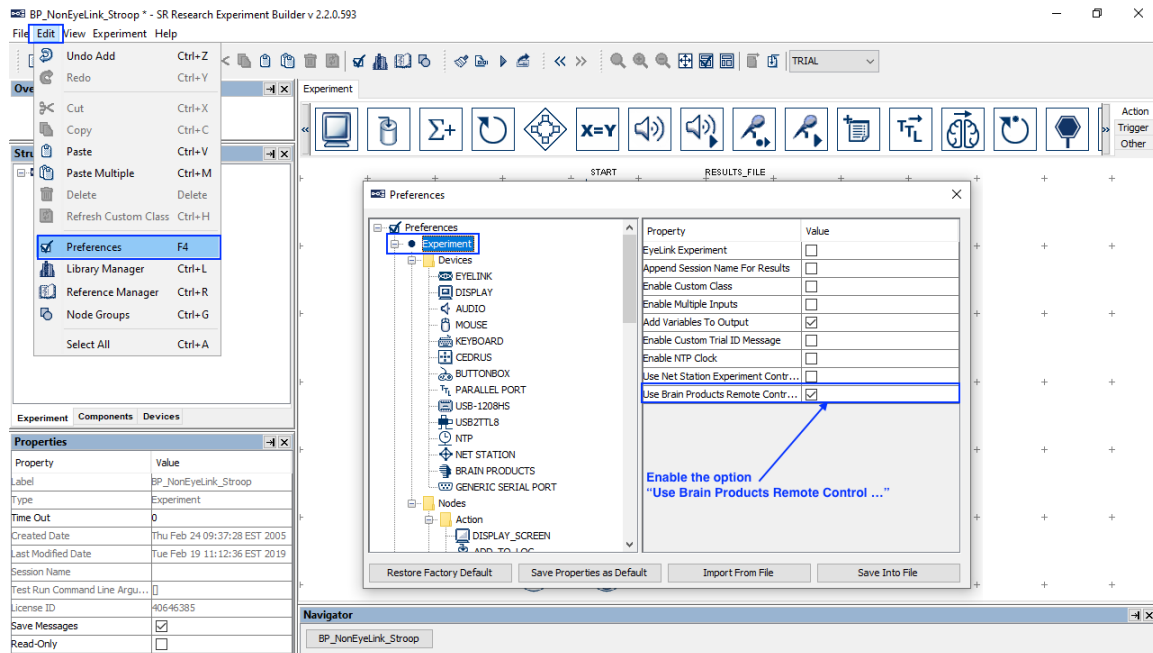 BP_NonEyeLink_Stroop * - SR Research Experiment Builder v 2.2.0.593
File Edit View Experiment Help
Undo Add Ctrl+Z
Redo Ctrl+Y
Cut Ctrl+X
Copy Ctrl+C
Paste Ctrl+V
Paste Multiple Ctrl+M
Delete Delete
Refresh Custom Class Ctrl+H
Preferences F4
Library Manager Ctrl+L
Reference Manager Ctrl+R
Node Groups Ctrl+G
Select All Ctrl+A
TRIAL
Ove
Stru
Experiment
Σ+
X=Y
TTL
Action
Trigger
Other
START
RESULTS_FILE
Preferences
Preferences
Experiment
Devices
EYELINK
DISPLAY
AUDIO
MOUSE
KEYBOARD
CEDRUS
BUTTONBOX
TTL PARALLEL PORT
USB-1208HS
USB2TTL8
NTP
NET STATION
BRAIN PRODUCTS
GENERIC SERIAL PORT
Nodes
Action
DISPLAY_SCREEN
ADD_TO_LOG
Property Value
EyeLink Experiment
Append Session Name For Results
Enable Custom Class
Enable Multiple Inputs
Add Variables To Output
Enable Custom Trial ID Message
Enable NTP Clock
Use Net Station Experiment Contr...
Use Brain Products Remote Contr...
Enable the option
“Use Brain Products Remote Control ...”
Restore Factory Default Save Properties as Default Import From File Save Into File
Experiment Components Devices
Properties
Property Value
Label BP_NonEyeLink_Stroop
Type Experiment
Time Out 0
Created Date Thu Feb 24 09:37:28 EST 2005
Last Modified Date Tue Feb 19 11:12:36 EST 2019
Session Name
Test Run Command Line Argu... []
License ID 40646385
Save Messages
Read-Only
Navigator
BP_NonEyeLink_Stroop